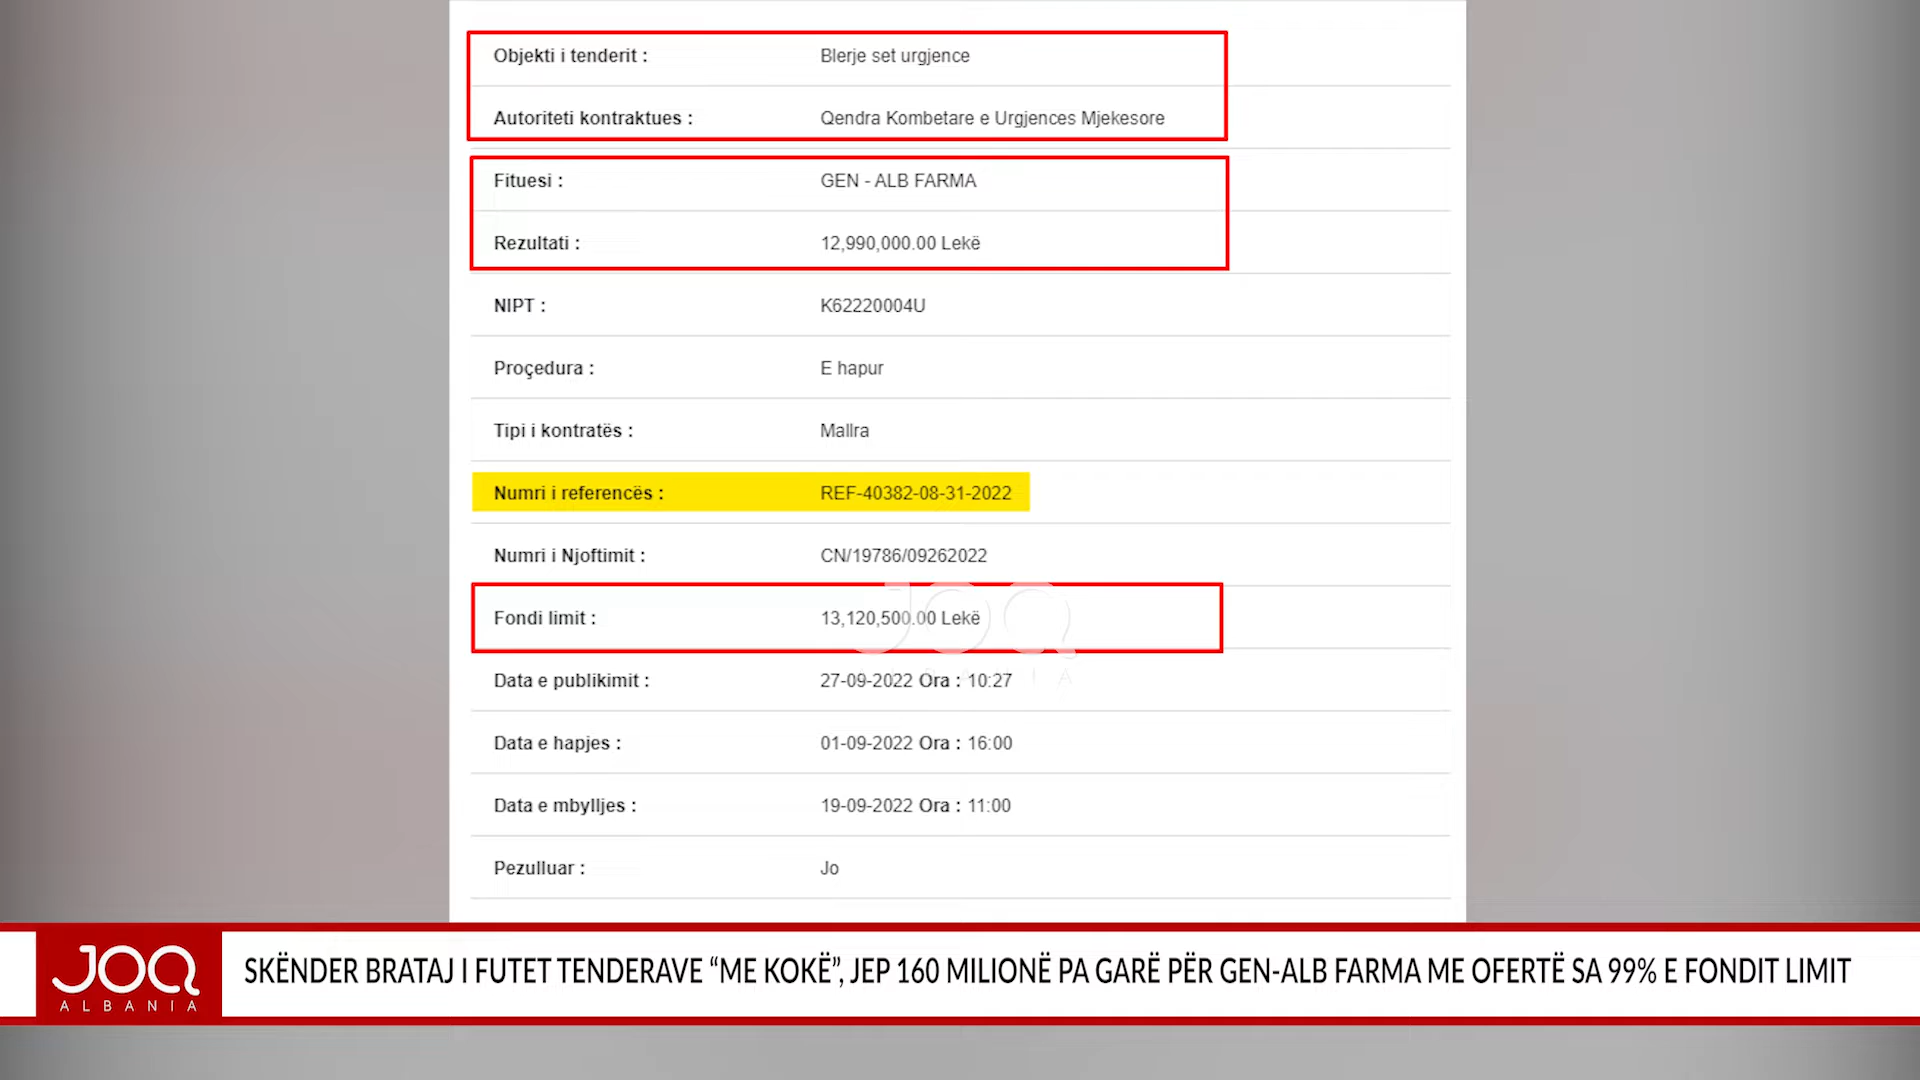 Objekti i tenderit : Blerje set urgjence
Autoriteti kontraktues : Qendra Kombetare e Urgjences Mjekesore
Fituesi : GEN - ALB FARMA
Rezultati : 12,990,000.00 Lekë
NIPT : K62220004U
Proçedura : E hapur
Tipi i kontratës : Mallra
Numri i referencës : REF-40382-08-31-2022
Numri i Njoftimit : CN/19786/09262022
Fondi limit : 13,120,500.00 Lekë
JOQ
Data e publikimit : 27-09-2022 Ora : 10:27
Data e hapjes : 01-09-2022 Ora : 16:00
Data e mbylljes : 19-09-2022 Ora : 11:00
Pezulluar : Jo
JOQ
ALBANIA
SKËNDER BRATAJ I FUTET TENDERAVE “ME KOKË”, JEP 160 MILIONË PA GARË PËR GEN-ALB FARMA ME OFERTË SA 99% E FONDIT LIMIT